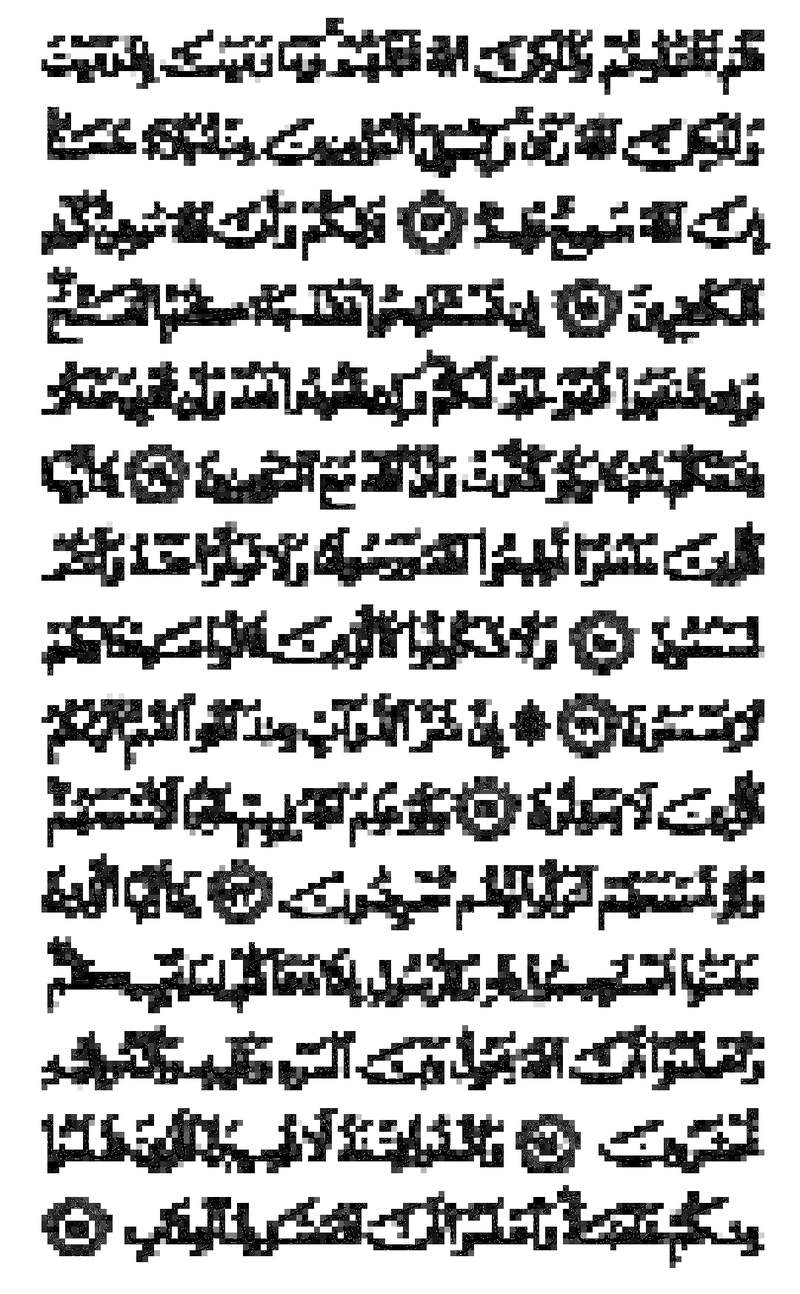 فلم تقتلوهم ولكن الله قتلهم وما رميت إذ رميت
ولكن الله رمى وليبلي المؤمنين منه بلاء حسنا
إن الله سميع عليم ١٧ ذلكم وأن الله موهن كيد
الكافرين ١٨ إن تستفتحوا فقد جاءكم الفتح
وإن تنتهوا فهو خير لكم وإن تعودوا نعد ولن تغني عنكم
فئتكم شيئا ولو كثرت وأن الله مع المؤمنين ١٩ يا أيها
الذين آمنوا أطيعوا الله ورسوله ولا تولوا عنه وأنتم
تسمعون ٢٠ ولا تكونوا كالذين قالوا سمعنا وهم
لا يسمعون ٢١ ۞ إن شر الدواب عند الله الصم البكم
الذين لا يعقلون ٢٢ ولو علم الله فيهم خيرا لأسمعهم
ولو أسمعهم لتولوا وهم معرضون ٢٣ يا أيها الذين
آمنوا استجيبوا لله وللرسول إذا دعاكم لما يحييكم
واعلموا أن الله يحول بين المرء وقلبه وأنه إليه
تحشرون ٢٤ واتقوا فتنة لا تصيبن الذين ظلموا
منكم خاصة واعلموا أن الله شديد العقاب ٢٥